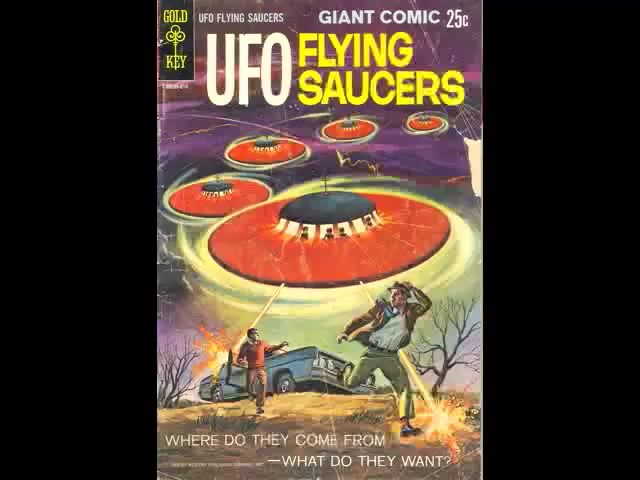 GOLD KEY
UFO FLYING SAUCERS
GIANT COMIC 25¢
UFO FLYING SAUCERS
WHERE DO THEY COME FROM
—WHAT DO THEY WANT?